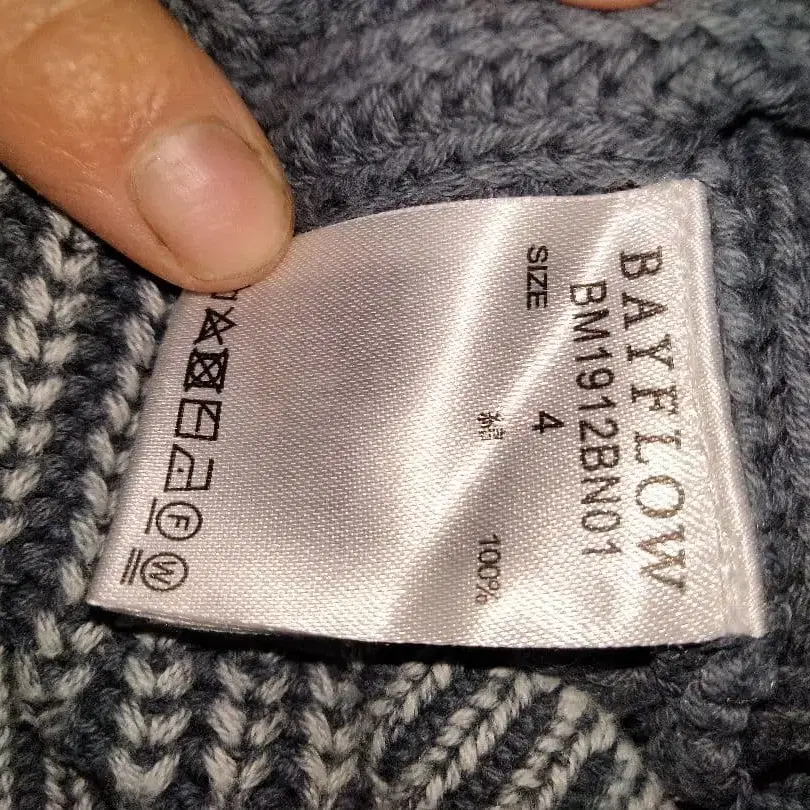 BAYFLOW
BM1912BN01
SIZE 4
綿 100%
F W